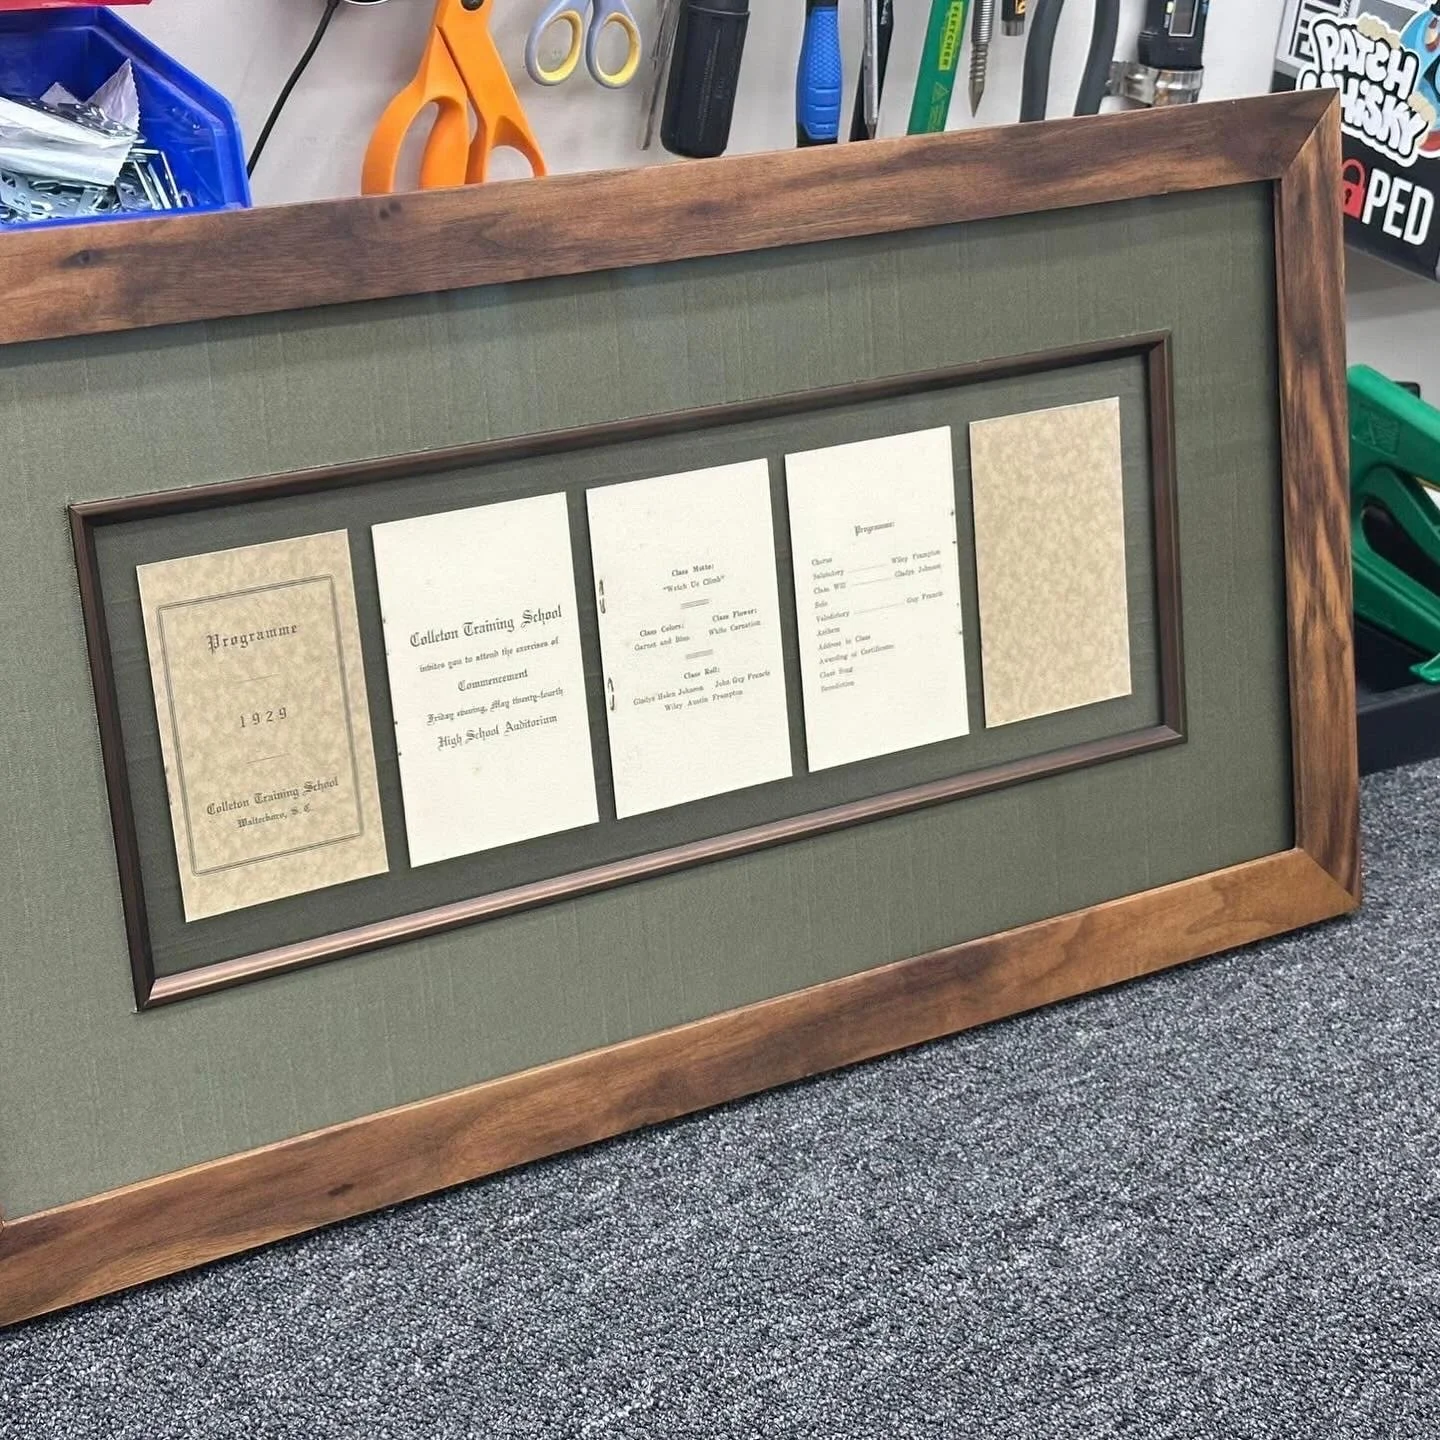 FLETCHER
PATCH
WHISKY
PED
Programme
1929
Colleton Training School
Walterboro, S. C.
Colleton Training School
invites you to attend the exercises of
Commencement
Friday evening, May twenty-fourth
High School Auditorium
Class Motto:
"Watch Us Climb"
Class Colors:
Garnet and Blue
Class Flower:
White Carnation
Class Roll:
Gladys Helen Johnson John Guy Francis
Wiley Austin Frampton
Programme:
Chorus
Salutatory Wiley Frampton
Class Will Gladys Johnson
Solo
Valedictory Guy Francis
Anthem
Address to Class
Awarding of Certificates
Class Song
Benediction